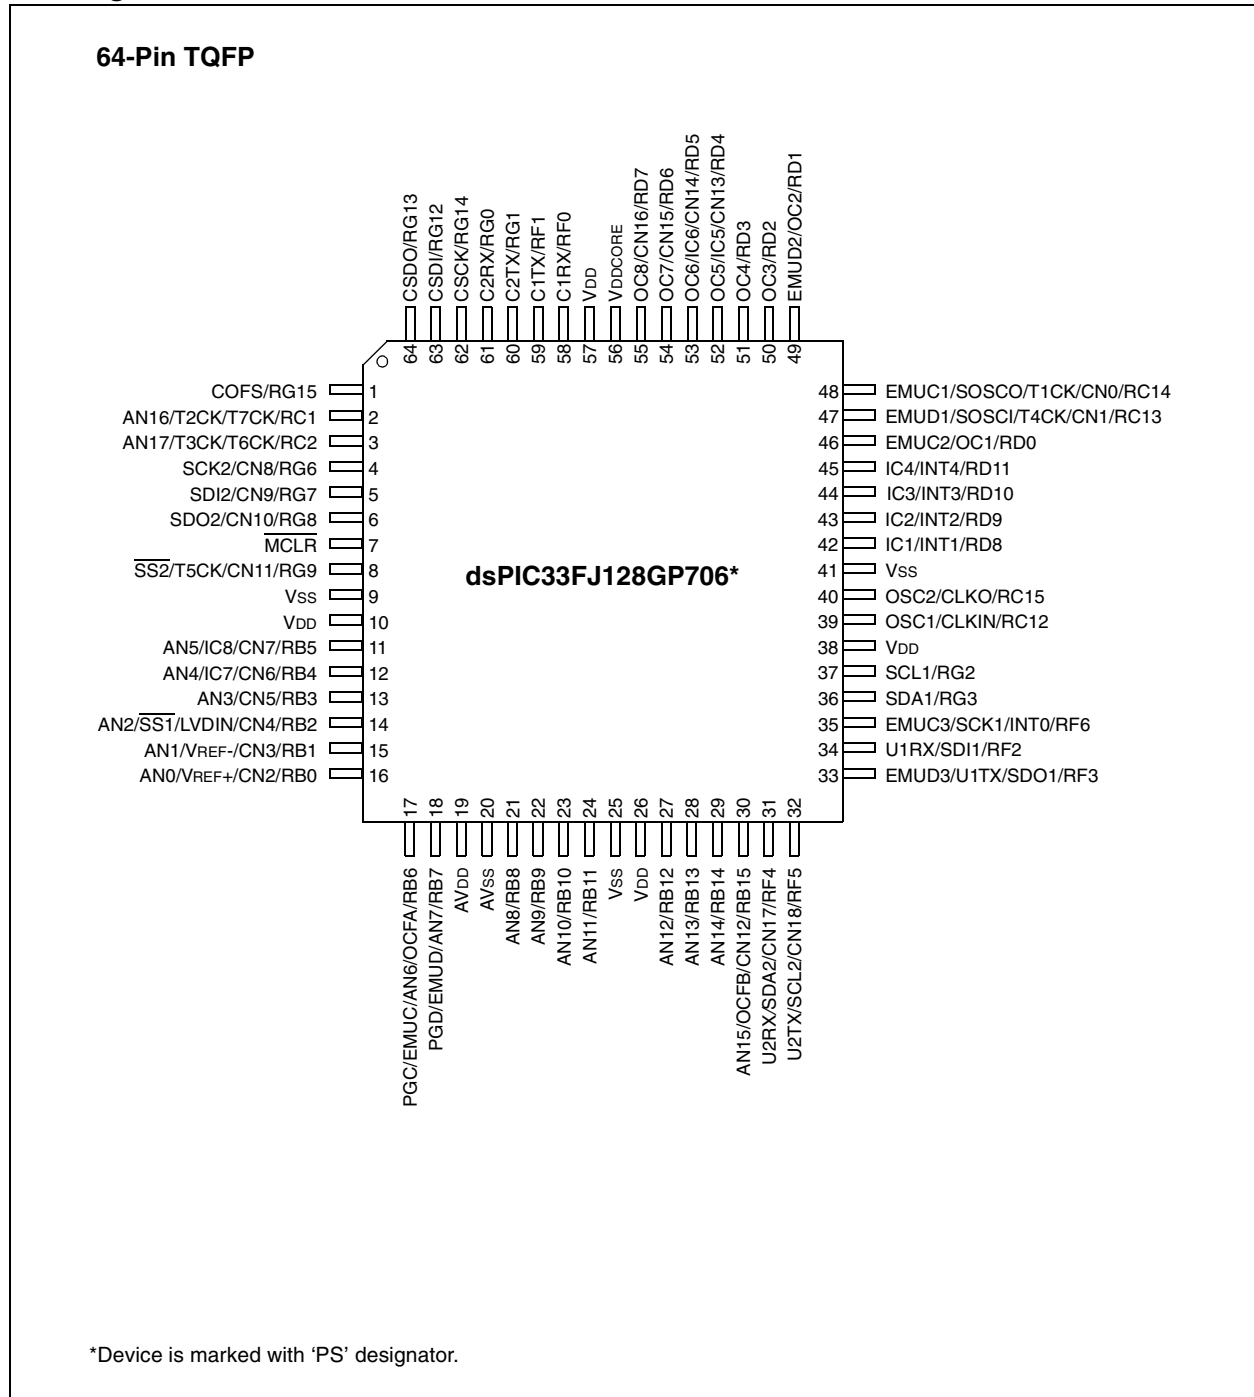 64-Pin TQFP
CSDO/RG13
CSDI/RG12
CSCK/RG14
C2RX/RG0
C2TX/RG1
C1TX/RF1
C1RX/RF0
VDD
VDDCORE
OC8/CN16/RD7
OC7/CN15/RD6
OC6/IC6/CN14/RD5
OC5/IC5/CN13/RD4
OC4/RD3
OC3/RD2
EMUD2/OC2/RD1
64
63
62
61
60
59
58
57
56
55
54
53
52
51
50
49
COFS/RG15 1
AN16/T2CK/T7CK/RC1 2
AN17/T3CK/T6CK/RC2 3
SCK2/CN8/RG6 4
SDI2/CN9/RG7 5
SDO2/CN10/RG8 6
MCLR 7
SS2/T5CK/CN11/RG9 8
VSS 9
VDD 10
AN5/IC8/CN7/RB5 11
AN4/IC7/CN6/RB4 12
AN3/CN5/RB3 13
AN2/SS1/LVDIN/CN4/RB2 14
AN1/VREF-/CN3/RB1 15
AN0/VREF+/CN2/RB0 16
dsPIC33FJ128GP706*
48 EMUC1/SOSCO/T1CK/CN0/RC14
47 EMUD1/SOSCI/T4CK/CN1/RC13
46 EMUC2/OC1/RD0
45 IC4/INT4/RD11
44 IC3/INT3/RD10
43 IC2/INT2/RD9
42 IC1/INT1/RD8
41 VSS
40 OSC2/CLKO/RC15
39 OSC1/CLKIN/RC12
38 VDD
37 SCL1/RG2
36 SDA1/RG3
35 EMUC3/SCK1/INT0/RF6
34 U1RX/SDI1/RF2
33 EMUD3/U1TX/SDO1/RF3
17
18
19
20
21
22
23
24
25
26
27
28
29
30
31
32
PGC/EMUC/AN6/OCFA/RB6
PGD/EMUD/AN7/RB7
AVDD
AVSS
AN8/RB8
AN9/RB9
AN10/RB10
AN11/RB11
VSS
VDD
AN12/RB12
AN13/RB13
AN14/RB14
AN15/OCFB/CN12/RB15
U2RX/SDA2/CN17/RF4
U2TX/SCL2/CN18/RF5
*Device is marked with ‘PS’ designator.